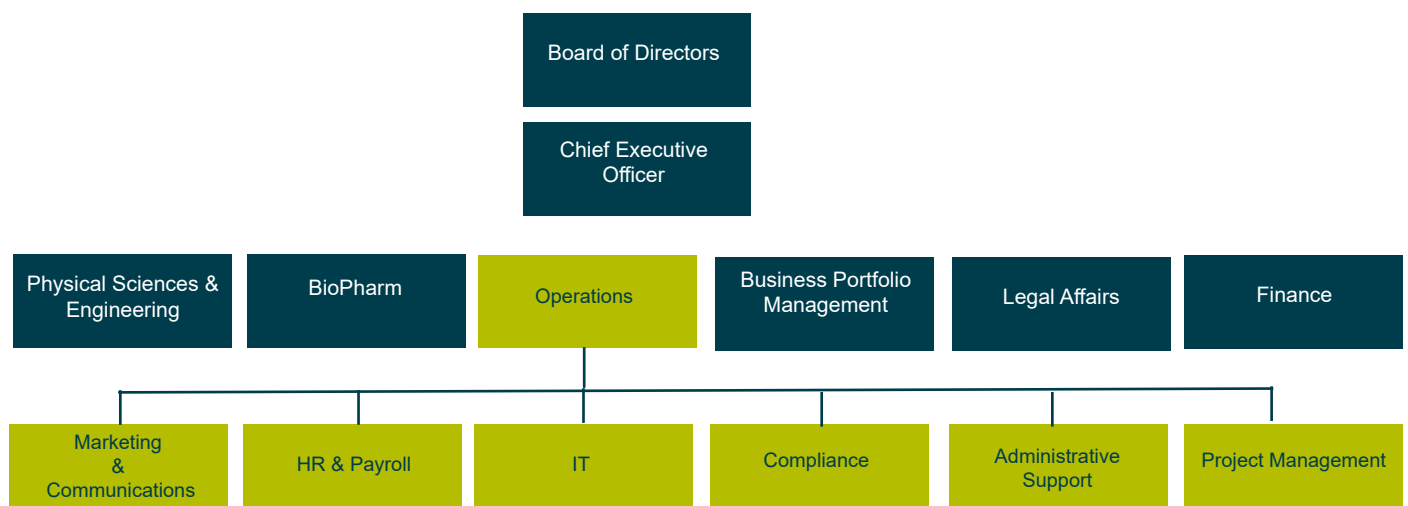 Board of Directors
Chief Executive
Officer
Physical Sciences &
Engineering
BioPharm
Operations
Business Portfolio
Management
Legal Affairs
Finance
Marketing
&
Communications
HR & Payroll
IT
Compliance
Administrative
Support
Project Management